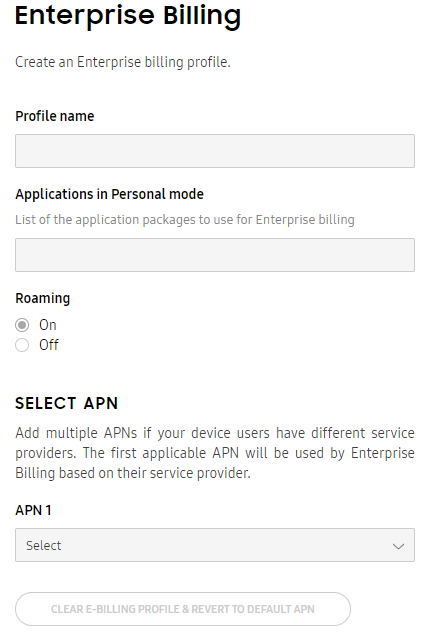 Enterprise Billing
Create an Enterprise billing profile.
Profile name
Applications in Personal mode
List of the application packages to use for Enterprise billing
Roaming
On
Off
SELECT APN
Add multiple APNs if your device users have different service
providers. The first applicable APN will be used by Enterprise
Billing based on their service provider.
APN 1
Select
CLEAR E-BILLING PROFILE & REVERT TO DEFAULT APN